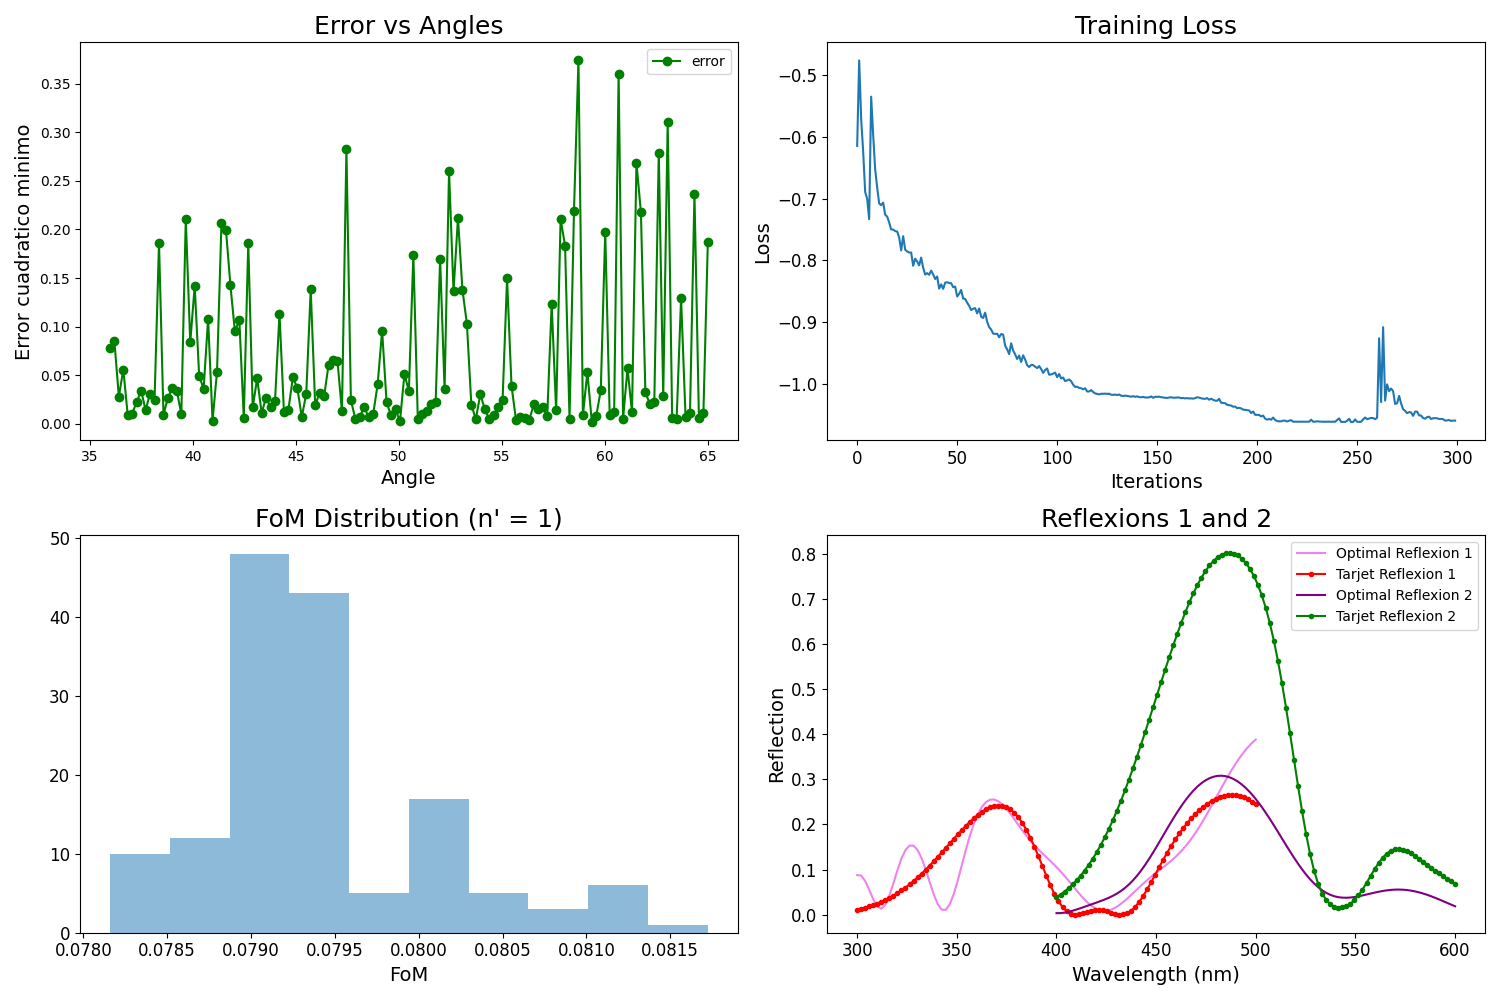 Error vs Angles
error
Error cuadratico minimo
0.35
0.30
0.25
0.20
0.15
0.10
0.05
0.00
35 40 45 50 55 60 65
Angle
Training Loss
Loss
−0.5
−0.6
−0.7
−0.8
−0.9
−1.0
0 50 100 150 200 250 300
Iterations
FoM Distribution (n' = 1)
50
40
30
20
10
0
0.0780 0.0785 0.0790 0.0795 0.0800 0.0805 0.0810 0.0815
FoM
Reflexions 1 and 2
Optimal Reflexion 1
Tarjet Reflexion 1
Optimal Reflexion 2
Tarjet Reflexion 2
Reflection
0.8
0.7
0.6
0.5
0.4
0.3
0.2
0.1
0.0
300 350 400 450 500 550 600
Wavelength (nm)